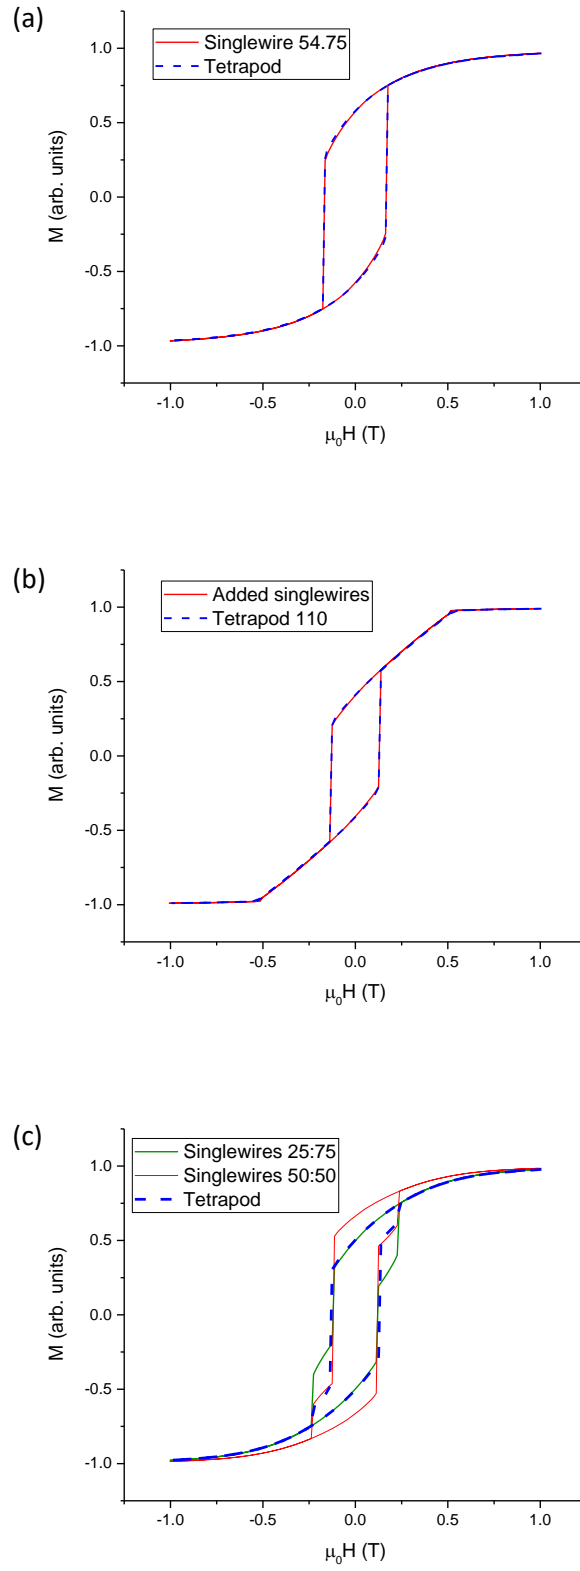 (a)
Singlewire 54.75
Tetrapod
1.0
0.5
0.0
-0.5
-1.0
M (arb. units)
-1.0 -0.5 0.0 0.5 1.0
μ₀H (T)
(b)
Added singlewires
Tetrapod 110
1.0
0.5
0.0
-0.5
-1.0
M (arb. units)
-1.0 -0.5 0.0 0.5 1.0
μ₀H (T)
(c)
Singlewires 25:75
Singlewires 50:50
Tetrapod
1.0
0.5
0.0
-0.5
-1.0
M (arb. units)
-1.0 -0.5 0.0 0.5 1.0
μ₀H (T)